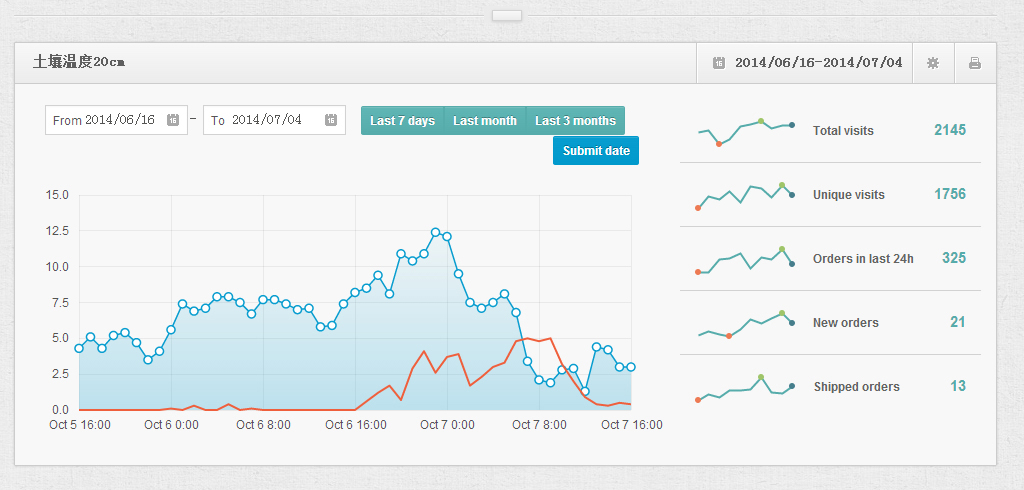 土壤温度20cm
2014/06/16-2014/07/04
16
From 2014/06/16 16 - To 2014/07/04 16
Last 7 days Last month Last 3 months
Submit date
15.0
12.5
10.0
7.5
5.0
2.5
0.0
Oct 5 16:00 Oct 6 0:00 Oct 6 8:00 Oct 6 16:00 Oct 7 0:00 Oct 7 8:00 Oct 7 16:00
Total visits 2145
Unique visits 1756
Orders in last 24h 325
New orders 21
Shipped orders 13